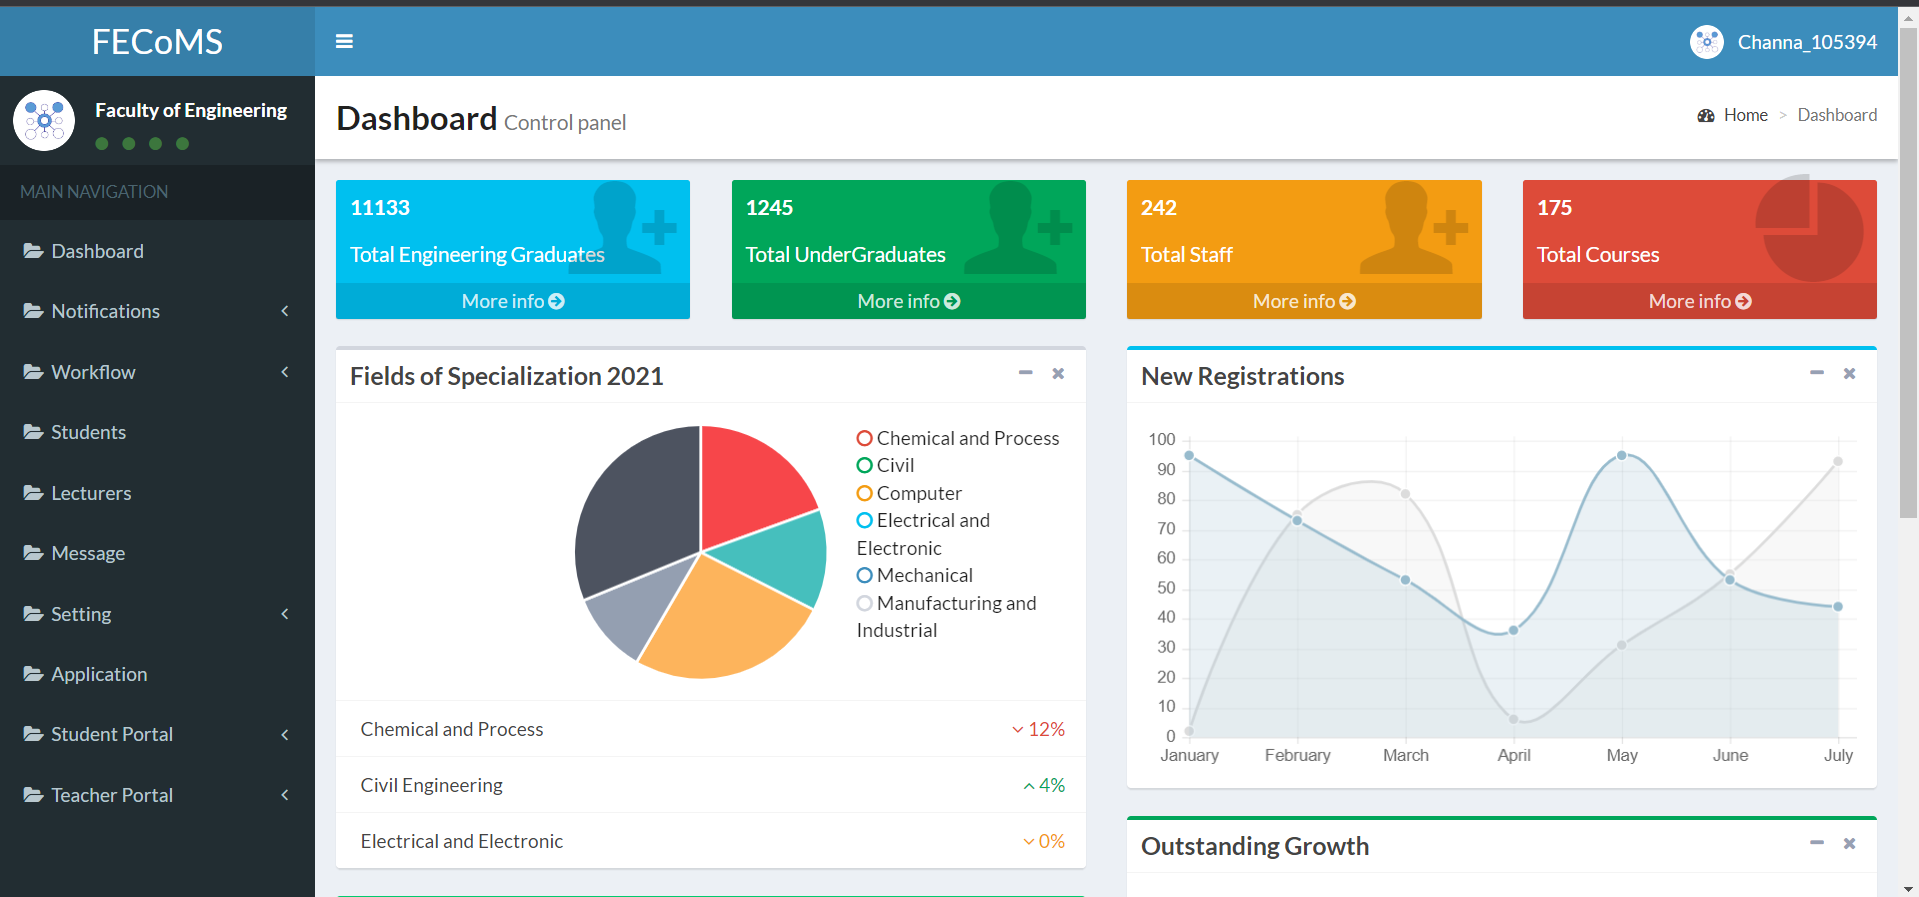 FECoMS
Channa_105394
Faculty of Engineering
MAIN NAVIGATION
Dashboard
Notifications
Workflow
Students
Lecturers
Message
Setting
Application
Student Portal
Teacher Portal
Dashboard Control panel
Home > Dashboard
11133
Total Engineering Graduates
More info
1245
Total UnderGraduates
More info
242
Total Staff
More info
175
Total Courses
More info
Fields of Specialization 2021
Chemical and Process
Civil
Computer
Electrical and
Electronic
Mechanical
Manufacturing and
Industrial
Chemical and Process 12%
Civil Engineering 4%
Electrical and Electronic 0%
New Registrations
100
90
80
70
60
50
40
30
20
10
0
January February March April May June July
Outstanding Growth